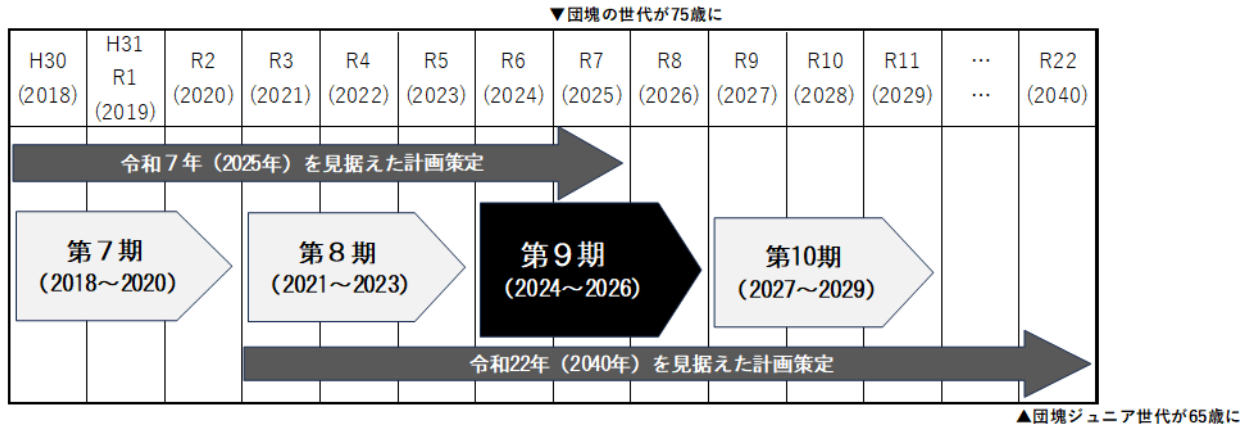 ▼団塊の世代が75歳に
H30
(2018)
H31
R1
(2019)
R2
(2020)
R3
(2021)
R4
(2022)
R5
(2023)
R6
(2024)
R7
(2025)
R8
(2026)
R9
(2027)
R10
(2028)
R11
(2029)
…
…
R22
(2040)
令和７年（2025年）を見据えた計画策定
第７期
（2018～2020）
第８期
（2021～2023）
第９期
（2024～2026）
第10期
（2027～2029）
令和22年（2040年）を見据えた計画策定
▲団塊ジュニア世代が65歳に